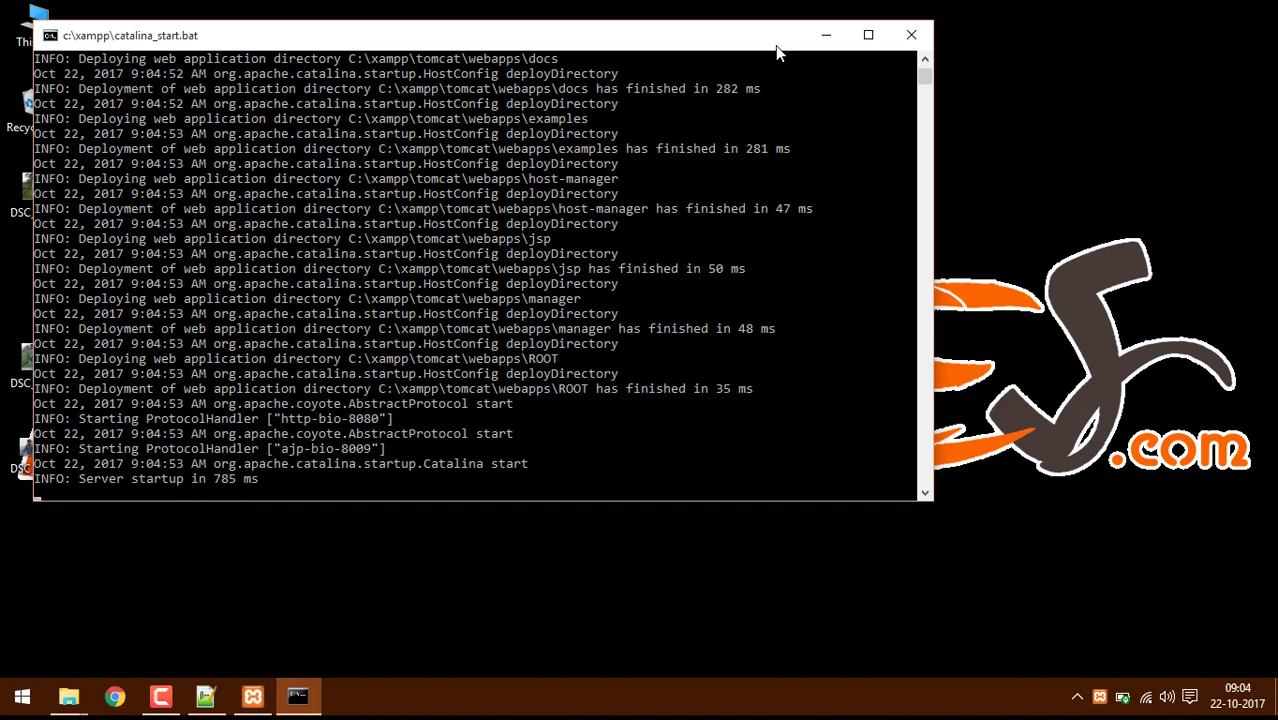 c:\xampp\catalina_start.bat
INFO: Deploying web application directory C:\xampp\tomcat\webapps\docs
Oct 22, 2017 9:04:52 AM org.apache.catalina.startup.HostConfig deployDirectory
INFO: Deployment of web application directory C:\xampp\tomcat\webapps\docs has finished in 282 ms
Oct 22, 2017 9:04:52 AM org.apache.catalina.startup.HostConfig deployDirectory
INFO: Deploying web application directory C:\xampp\tomcat\webapps\examples
Oct 22, 2017 9:04:53 AM org.apache.catalina.startup.HostConfig deployDirectory
INFO: Deployment of web application directory C:\xampp\tomcat\webapps\examples has finished in 281 ms
Oct 22, 2017 9:04:53 AM org.apache.catalina.startup.HostConfig deployDirectory
INFO: Deploying web application directory C:\xampp\tomcat\webapps\host-manager
Oct 22, 2017 9:04:53 AM org.apache.catalina.startup.HostConfig deployDirectory
INFO: Deployment of web application directory C:\xampp\tomcat\webapps\host-manager has finished in 47 ms
Oct 22, 2017 9:04:53 AM org.apache.catalina.startup.HostConfig deployDirectory
INFO: Deploying web application directory C:\xampp\tomcat\webapps\jsp
Oct 22, 2017 9:04:53 AM org.apache.catalina.startup.HostConfig deployDirectory
INFO: Deployment of web application directory C:\xampp\tomcat\webapps\jsp has finished in 50 ms
Oct 22, 2017 9:04:53 AM org.apache.catalina.startup.HostConfig deployDirectory
INFO: Deploying web application directory C:\xampp\tomcat\webapps\manager
Oct 22, 2017 9:04:53 AM org.apache.catalina.startup.HostConfig deployDirectory
INFO: Deployment of web application directory C:\xampp\tomcat\webapps\manager has finished in 48 ms
Oct 22, 2017 9:04:53 AM org.apache.catalina.startup.HostConfig deployDirectory
INFO: Deploying web application directory C:\xampp\tomcat\webapps\ROOT
Oct 22, 2017 9:04:53 AM org.apache.catalina.startup.HostConfig deployDirectory
INFO: Deployment of web application directory C:\xampp\tomcat\webapps\ROOT has finished in 35 ms
Oct 22, 2017 9:04:53 AM org.apache.coyote.AbstractProtocol start
INFO: Starting ProtocolHandler ["http-bio-8080"]
Oct 22, 2017 9:04:53 AM org.apache.coyote.AbstractProtocol start
INFO: Starting ProtocolHandler ["ajp-bio-8009"]
Oct 22, 2017 9:04:53 AM org.apache.catalina.startup.Catalina start
INFO: Server startup in 785 ms
Thi
Recyc
DSC_
DSC
DSC
.com
09:04
22-10-2017